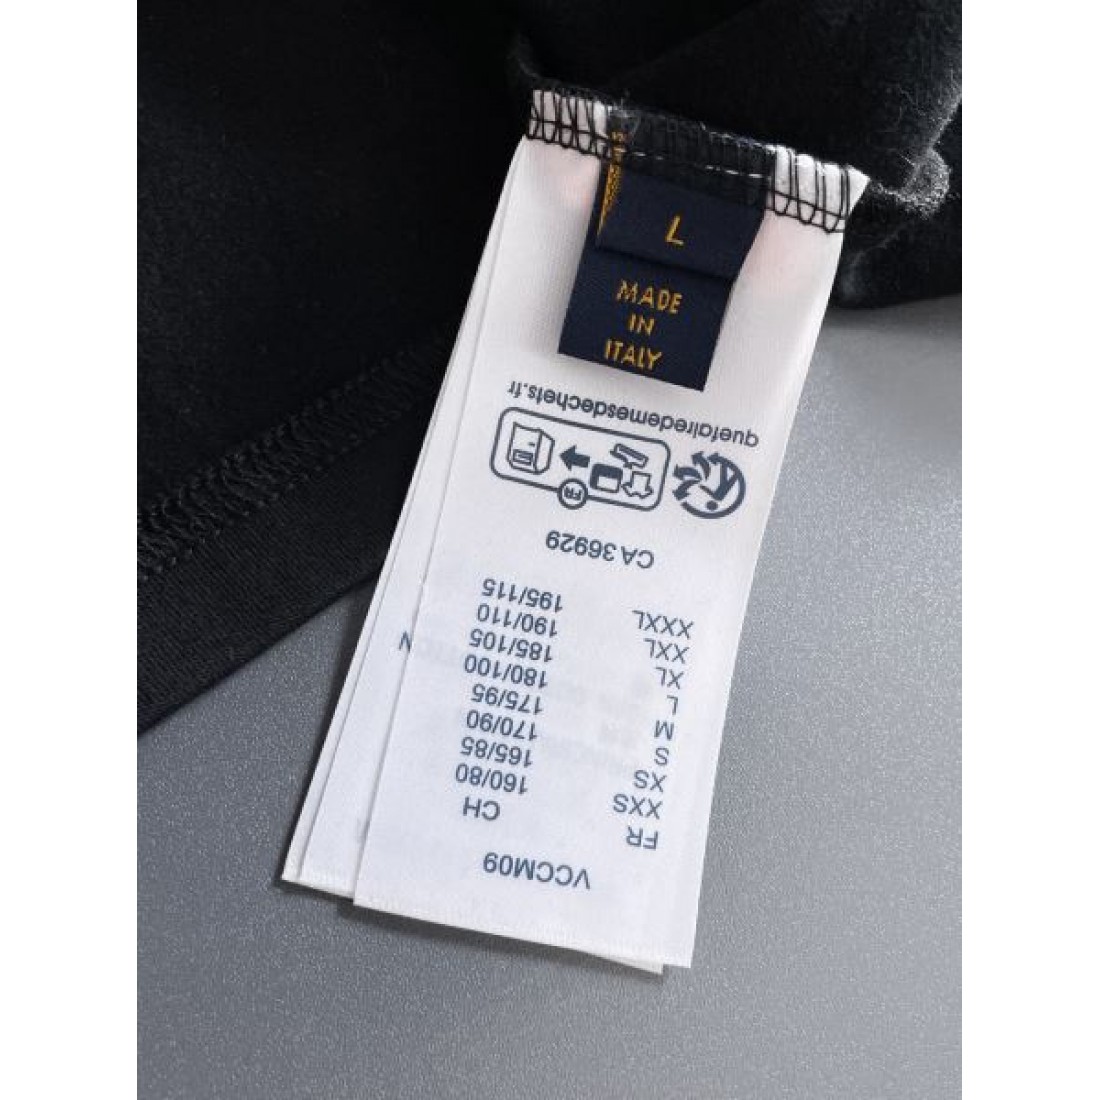 L
MADE
IN
ITALY
VCCM09
FR CH
XXS 160/80
XS 165/85
S 170/90
M 175/95
L 180/100
XL 185/105
XXL 190/110
XXXL 195/115
CA 36929
FR
quefairedemesdechets.fr